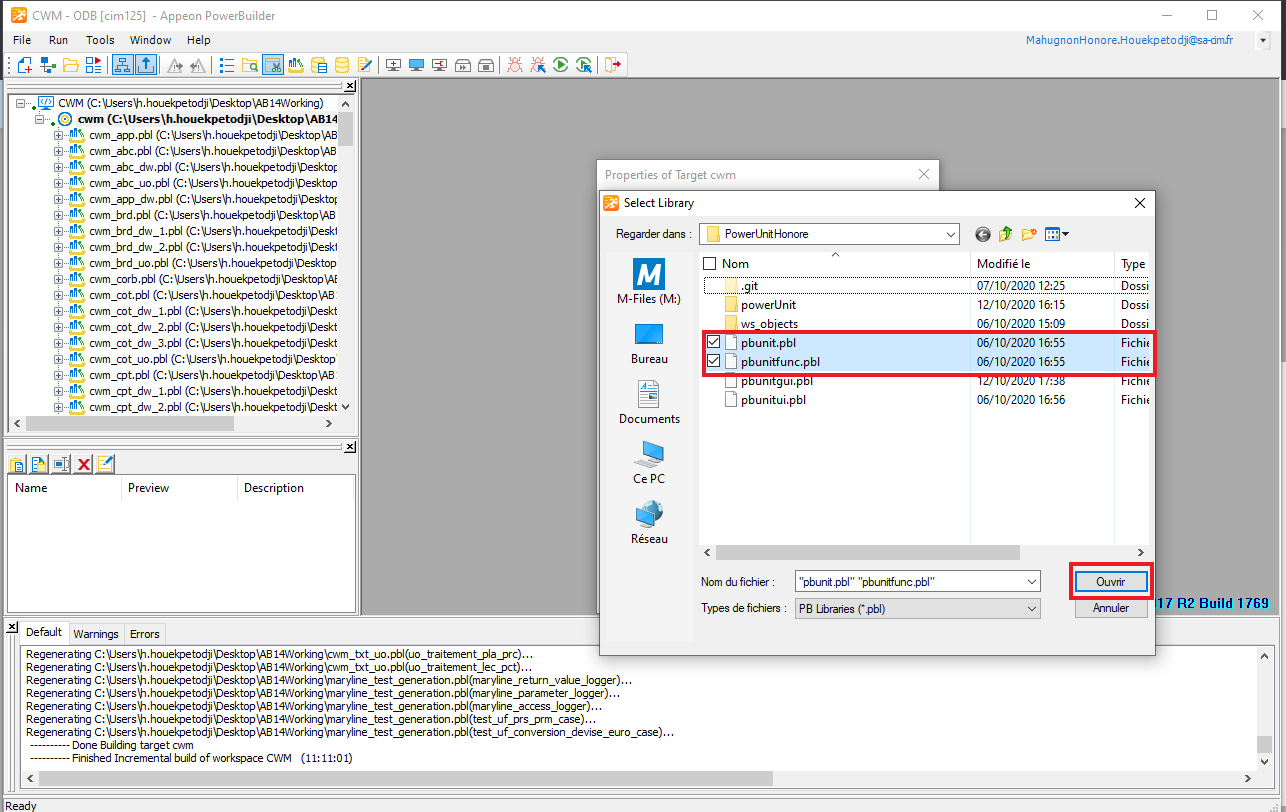 CWM - ODB [cim125] - Appeon PowerBuilder
File Run Tools Window Help
MahugnonHonore.Houekpetodji@sa-cim.fr
CWM (C:\Users\h.houekpetodji\Desktop\AB14Working)
cwm (C:\Users\h.houekpetodji\Desktop\AB14
cwm_app.pbl (C:\Users\h.houekpetodji\Desktop\AB
cwm_abc.pbl (C:\Users\h.houekpetodji\Desktop\AB
cwm_abc_dw.pbl (C:\Users\h.houekpetodji\Desktop
cwm_abc_uo.pbl (C:\Users\h.houekpetodji\Desktop\
cwm_app_dw.pbl (C:\Users\h.houekpetodji\Desktop
cwm_brd.pbl (C:\Users\h.houekpetodji\Desktop\AB
cwm_brd_dw_1.pbl (C:\Users\h.houekpetodji\Deskt
cwm_brd_dw_2.pbl (C:\Users\h.houekpetodji\Deskt
cwm_brd_uo.pbl (C:\Users\h.houekpetodji\Desktop\
cwm_corb.pbl (C:\Users\h.houekpetodji\Desktop\A
cwm_cot.pbl (C:\Users\h.houekpetodji\Desktop\AB
cwm_cot_dw_1.pbl (C:\Users\h.houekpetodji\Deskt
cwm_cot_dw_2.pbl (C:\Users\h.houekpetodji\Deskt
cwm_cot_dw_3.pbl (C:\Users\h.houekpetodji\Deskt
cwm_cot_uo.pbl (C:\Users\h.houekpetodji\Desktop\
cwm_cpt.pbl (C:\Users\h.houekpetodji\Desktop\AB
cwm_cpt_dw_1.pbl (C:\Users\h.houekpetodji\Deskt
cwm_cpt_dw_2.pbl (C:\Users\h.houekpetodji\Deskt
Name Preview Description
Properties of Target cwm
Select Library
Regarder dans : PowerUnitHonore
M-Files (M:)
Bureau
Documents
Ce PC
Réseau
Nom Modifié le Type
.git 07/10/2020 12:25 Dossi
powerUnit 12/10/2020 16:15 Dossi
ws_objects 06/10/2020 15:09 Dossi
pbunit.pbl 06/10/2020 16:55 Fichie
pbunitfunc.pbl 06/10/2020 16:55 Fichie
pbunitgui.pbl 12/10/2020 17:38 Fichie
pbunitui.pbl 06/10/2020 16:56 Fichie
Nom du fichier : "pbunit.pbl" "pbunitfunc.pbl" Ouvrir
Types de fichiers : PB Libraries (*.pbl) Annuler
17 R2 Build 1769
Default Warnings Errors
Regenerating C:\Users\h.houekpetodji\Desktop\AB14Working\cwm_txt_uo.pbl(uo_traitement_pla_prc)...
Regenerating C:\Users\h.houekpetodji\Desktop\AB14Working\cwm_txt_uo.pbl(uo_traitement_lec_pct)...
Regenerating C:\Users\h.houekpetodji\Desktop\AB14Working\maryline_test_generation.pbl(maryline_return_value_logger)...
Regenerating C:\Users\h.houekpetodji\Desktop\AB14Working\maryline_test_generation.pbl(maryline_parameter_logger)...
Regenerating C:\Users\h.houekpetodji\Desktop\AB14Working\maryline_test_generation.pbl(maryline_access_logger)...
Regenerating C:\Users\h.houekpetodji\Desktop\AB14Working\maryline_test_generation.pbl(test_uf_prs_prm_case)...
Regenerating C:\Users\h.houekpetodji\Desktop\AB14Working\maryline_test_generation.pbl(test_uf_conversion_devise_euro_case)...
---------- Done Building target cwm
---------- Finished Incremental build of workspace CWM (11:11:01)
Ready